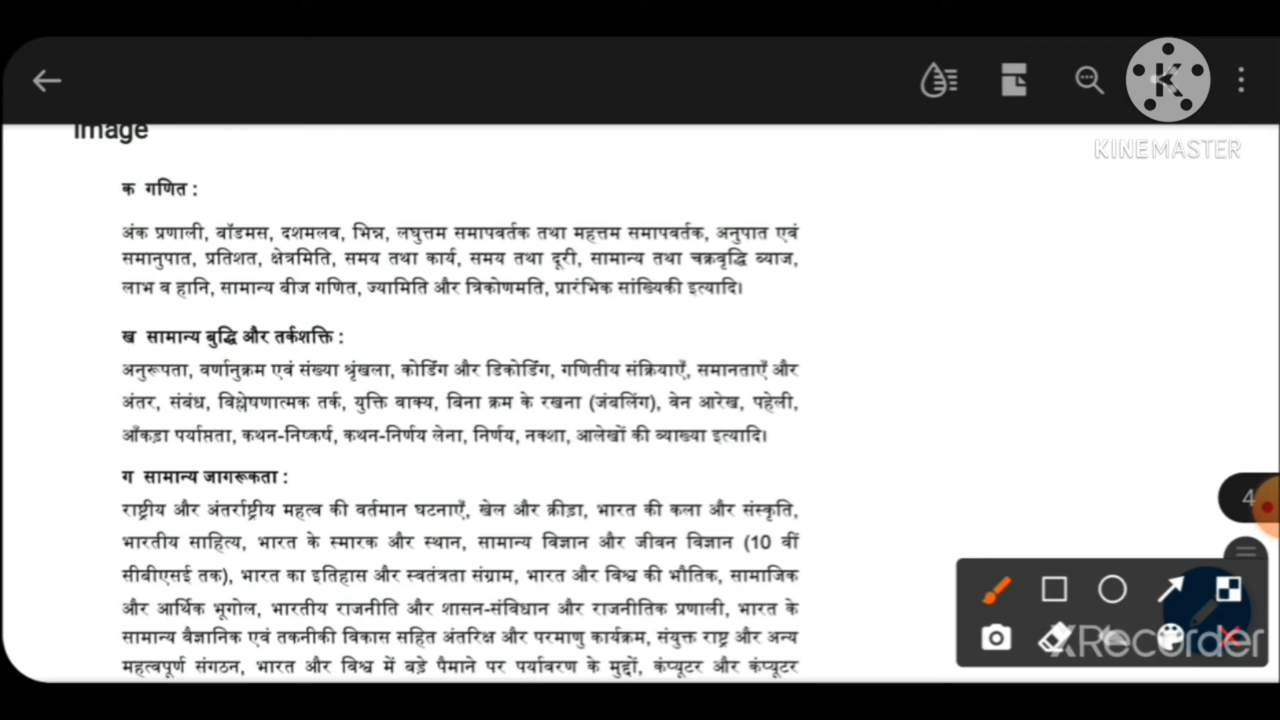 KINEMASTER
Image
क गणित :
अंक प्रणाली, बॉडमस, दशमलव, भिन्न, लघुत्तम समापवर्तक तथा महत्तम समापवर्तक, अनुपात एवं
समानुपात, प्रतिशत, क्षेत्रमिति, समय तथा कार्य, समय तथा दूरी, सामान्य तथा चक्रवृद्धि ब्याज,
लाभ व हानि, सामान्य बीज गणित, ज्यामिति और त्रिकोणमति, प्रारंभिक सांख्यिकी इत्यादि।
ख सामान्य बुद्धि और तर्कशक्ति :
अनुरूपता, वर्णानुक्रम एवं संख्या श्रृंखला, कोर्डिंग और डिकोर्डिंग, गणितीय संक्रियाएँ, समानताएँ और
अंतर, संबंध, विश्लेषणात्मक तर्क, युक्ति वाक्य, बिना क्रम के रखना (जंबलिंग), वेन आरेख, पहेली,
आँकड़ा पर्याप्तता, कथन-निष्कर्ष, कथन-निर्णय लेना, निर्णय, नक्शा, आलेखों की व्याख्या इत्यादि।
ग सामान्य जागरूकता :
राष्ट्रीय और अंतर्राष्ट्रीय महत्व की वर्तमान घटनाएँ, खेल और क्रीड़ा, भारत की कला और संस्कृति,
भारतीय साहित्य, भारत के स्मारक और स्थान, सामान्य विज्ञान और जीवन विज्ञान (10 वीं
सीबीएसई तक), भारत का इतिहास और स्वतंत्रता संग्राम, भारत और विश्व की भौतिक, सामाजिक
और आर्थिक भूगोल, भारतीय राजनीति और शासन-संविधान और राजनीतिक प्रणाली, भारत के
सामान्य वैज्ञानिक एवं तकनीकी विकास सहित अंतरिक्ष और परमाणु कार्यक्रम, संयुक्त राष्ट्र और अन्य
महत्वपूर्ण संगठन, भारत और विश्व में बड़े पैमाने पर पर्यावरण के मुद्दों, कंप्यूटर और कंप्यूटर
4
XRecorder